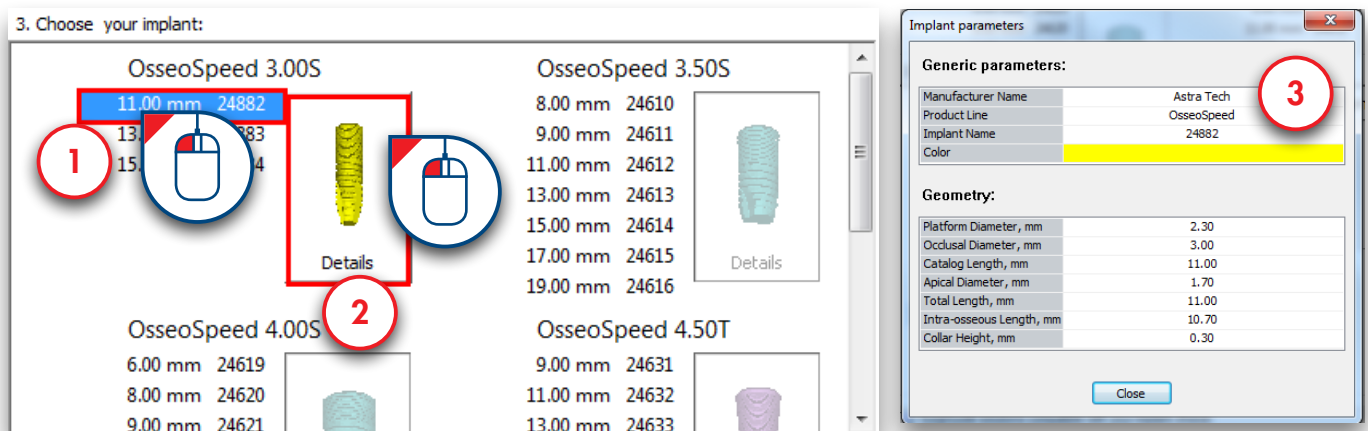 3. Choose your implant:
OsseoSpeed 3.00S
11.00 mm 24882
13. 883
15. 4
Details
1
2
OsseoSpeed 3.50S
8.00 mm 24610
9.00 mm 24611
11.00 mm 24612
13.00 mm 24613
15.00 mm 24614
17.00 mm 24615
19.00 mm 24616
Details
OsseoSpeed 4.00S
6.00 mm 24619
8.00 mm 24620
9.00 mm 24621
OsseoSpeed 4.50T
9.00 mm 24631
11.00 mm 24632
13.00 mm 24633
Implant parameters
Generic parameters:
3
Manufacturer Name Astra Tech
Product Line OsseoSpeed
Implant Name 24882
Color
Geometry:
Platform Diameter, mm 2.30
Occlusal Diameter, mm 3.00
Catalog Length, mm 11.00
Apical Diameter, mm 1.70
Total Length, mm 11.00
Intra-osseous Length, mm 10.70
Collar Height, mm 0.30
Close